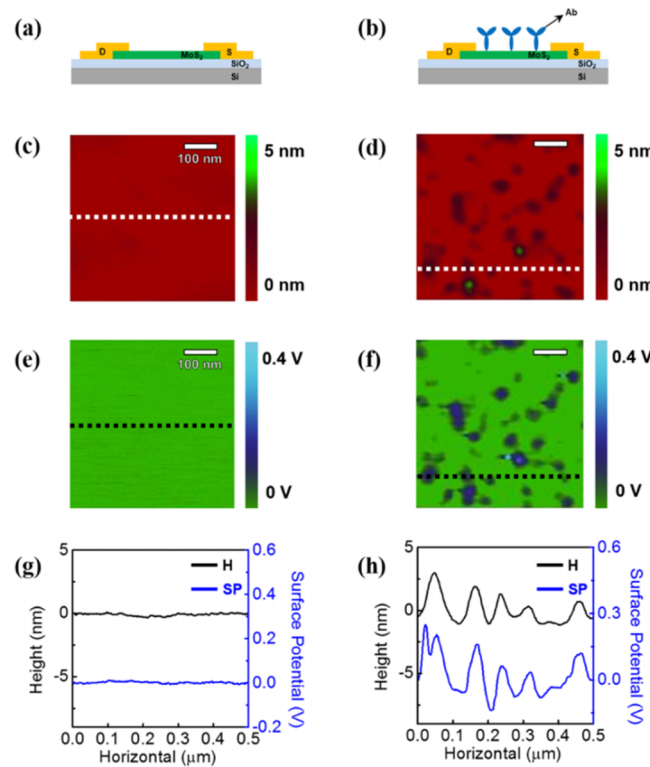 (a)
D
MoS₂
S
SiO₂
Si
(b)
Ab
D
MoS₂
S
SiO₂
Si
(c)
100 nm
5 nm
0 nm
(d)
5 nm
0 nm
(e)
100 nm
0.4 V
0 V
(f)
0.4 V
0 V
(g)
H
SP
5
0
-5
Height (nm)
0.6
0.4
0.2
0.0
-0.2
Surface Potential (V)
0.0 0.1 0.2 0.3 0.4 0.5
Horizontal (μm)
(h)
H
SP
5
0
-5
Height (nm)
0.6
0.3
0.0
Surface Potential (V)
0.0 0.1 0.2 0.3 0.4 0.5
Horizontal (μm)